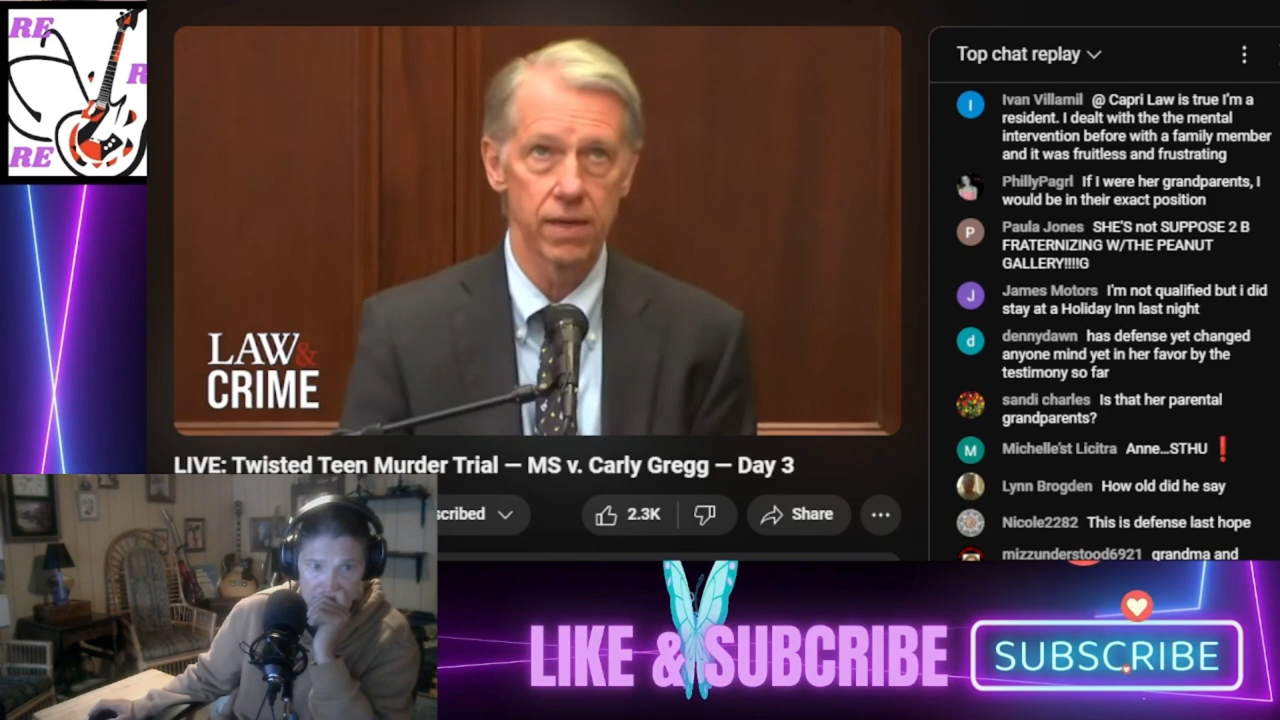 RE
R
RE
LAW&
CRIME
LIVE: Twisted Teen Murder Trial — MS v. Carly Gregg — Day 3
scribed
2.3K
Share
Top chat replay
I
Ivan Villamil @ Capri Law is true I'm a
resident. I dealt with the the mental
intervention before with a family member
and it was fruitless and frustrating
PhillyPagrl If I were her grandparents, I
would be in their exact position
P
Paula Jones SHE'S not SUPPOSE 2 B
FRATERNIZING W/THE PEANUT
GALLERY!!!!G
J
James Motors I'm not qualified but i did
stay at a Holiday Inn last night
d
dennydawn has defense yet changed
anyone mind yet in her favor by the
testimony so far
sandi charles Is that her parental
grandparents?
M
Michelle'st Licitra Anne...STHU ❗
Lynn Brogden How old did he say
Nicole2282 This is defense last hope
mizzunderstood6921 grandma and
LIKE & SUBCRIBE
SUBSCRIBE